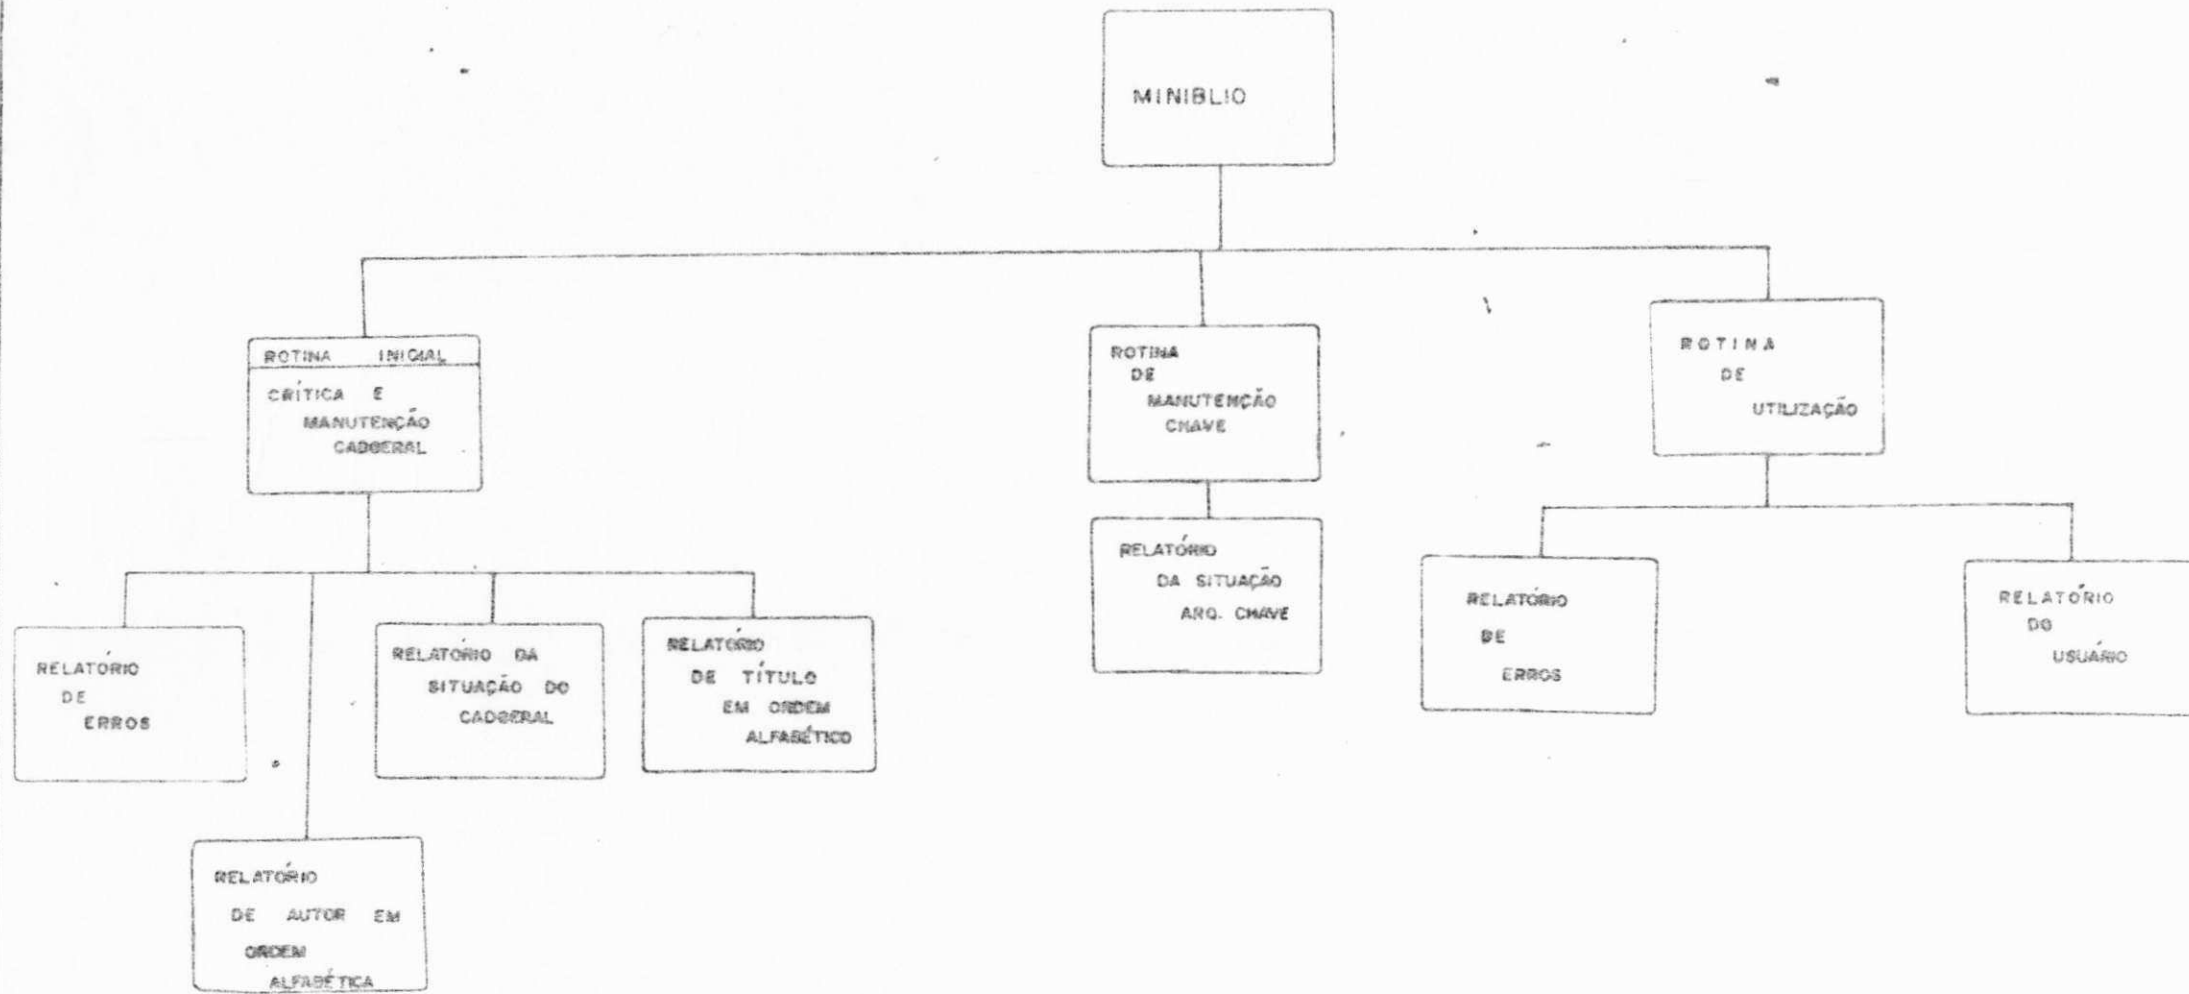 MINIBLIO
ROTINA INICIAL
CRÍTICA E
MANUTENÇÃO
CADGERAL
ROTINA
DE
MANUTENÇÃO
CHAVE
ROTINA
DE
UTILIZAÇÃO
RELATÓRIO
DE
ERROS
RELATÓRIO DA
SITUAÇÃO DO
CADGERAL
RELATÓRIO
DE TÍTULO
EM ORDEM
ALFABÉTICO
RELATÓRIO
DA SITUAÇÃO
ARQ. CHAVE
RELATÓRIO
DE
ERROS
RELATÓRIO
DO
USUÁRIO
RELATÓRIO
DE AUTOR EM
ORDEM
ALFABÉTICA